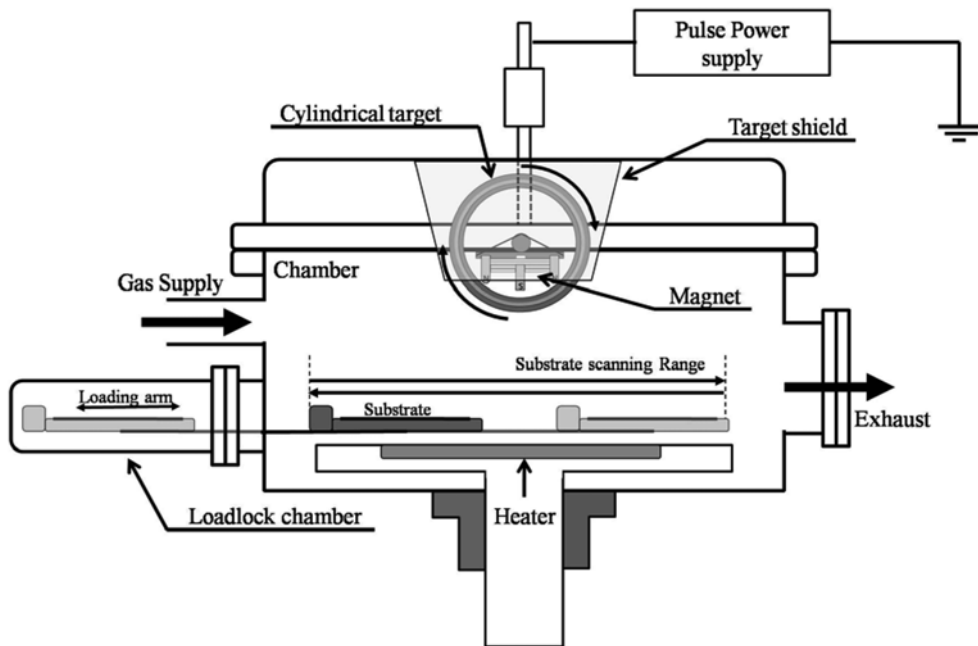 Pulse Power
supply
Cylindrical target
Target shield
Chamber
Gas Supply
Magnet
N
S
Substrate scanning Range
Loading arm
Substrate
Exhaust
Heater
Loadlock chamber